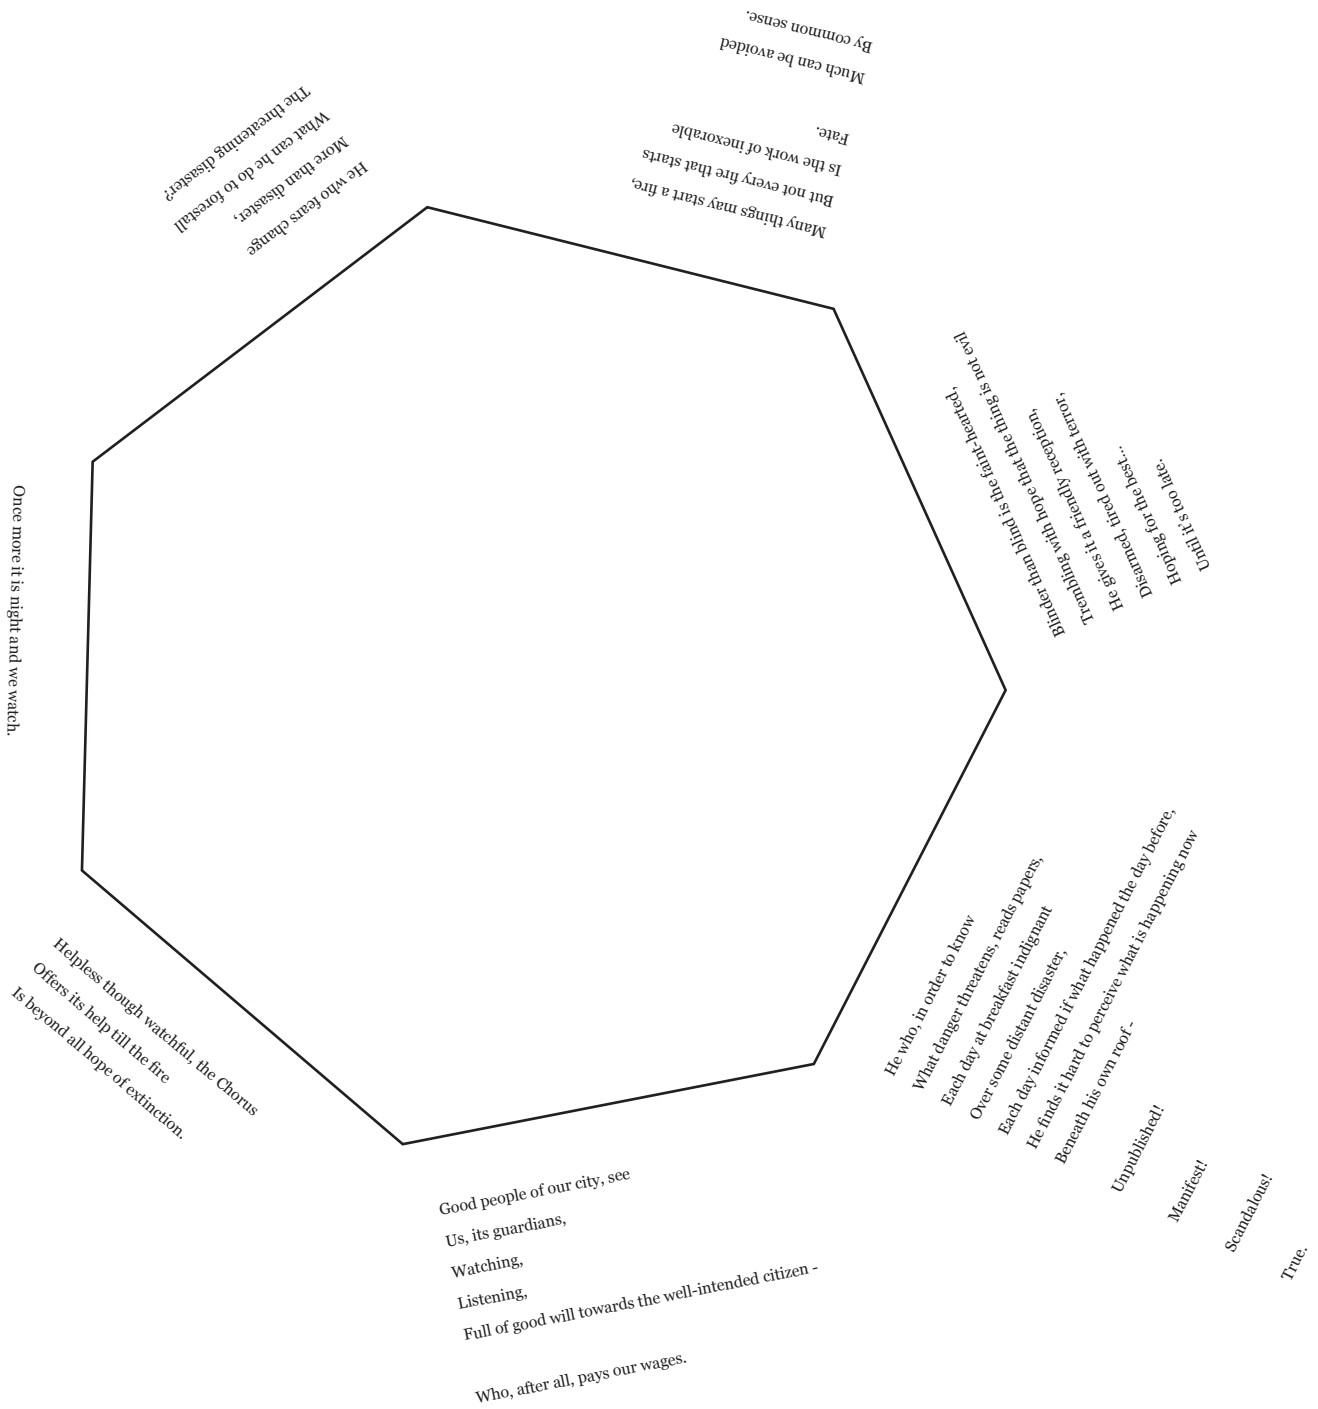 Good people of our city, see
Us, its guardians,
Watching,
Listening,
Full of good will towards the well-intended citizen -
Who, after all, pays our wages.
He who, in order to know
What danger threatens, reads papers,
Each day at breakfast indignant
Over some distant disaster,
Each day informed if what happened the day before,
He finds it hard to perceive what is happening now
Beneath his own roof -
Unpublished!
Manifest!
Scandalous!
True.
Blinder than blind is the faint-hearted,
Trembling with hope that the thing is not evil
He gives it a friendly reception,
Disarmed, tired out with terror,
Hoping for the best...
Until it's too late.
Many things may start a fire,
But not every fire that starts
Is the work of inexorable
Fate.
Much can be avoided
By common sense.
He who fears change
More than disaster,
What can he do to forestall
The threatening disaster?
Once more it is night and we watch.
Helpless though watchful, the Chorus
Offers its help till the fire
Is beyond all hope of extinction.